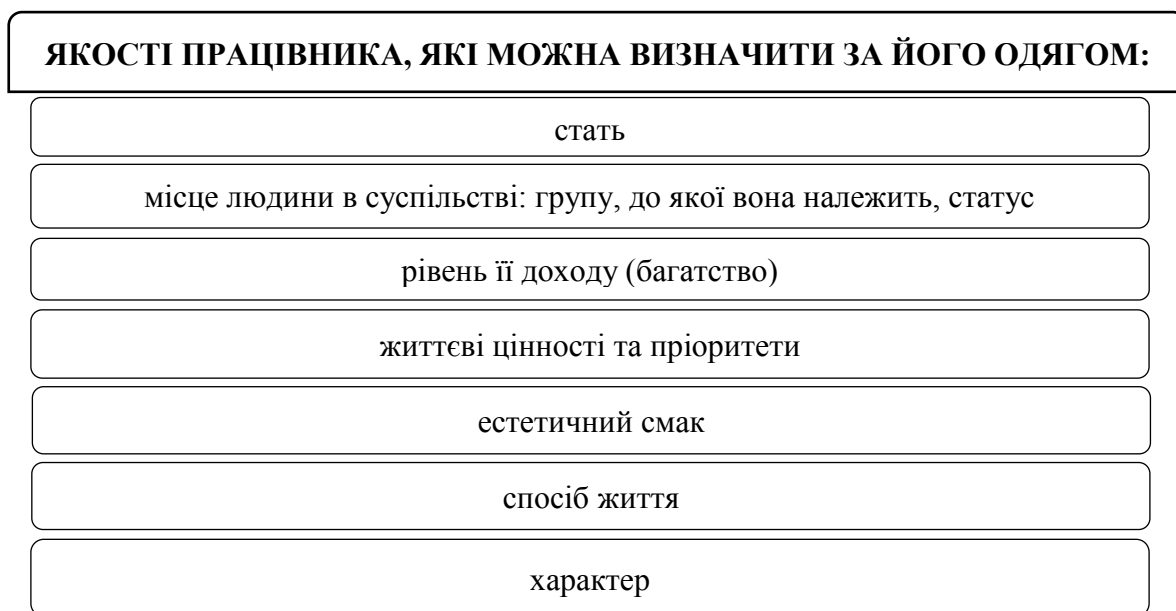 ЯКОСТІ ПРАЦІВНИКА, ЯКІ МОЖНА ВИЗНАЧИТИ ЗА ЙОГО ОДЯГОМ:
стать
місце людини в суспільстві: групу, до якої вона належить, статус
рівень її доходу (багатство)
життєві цінності та пріоритети
естетичний смак
спосіб життя
характер